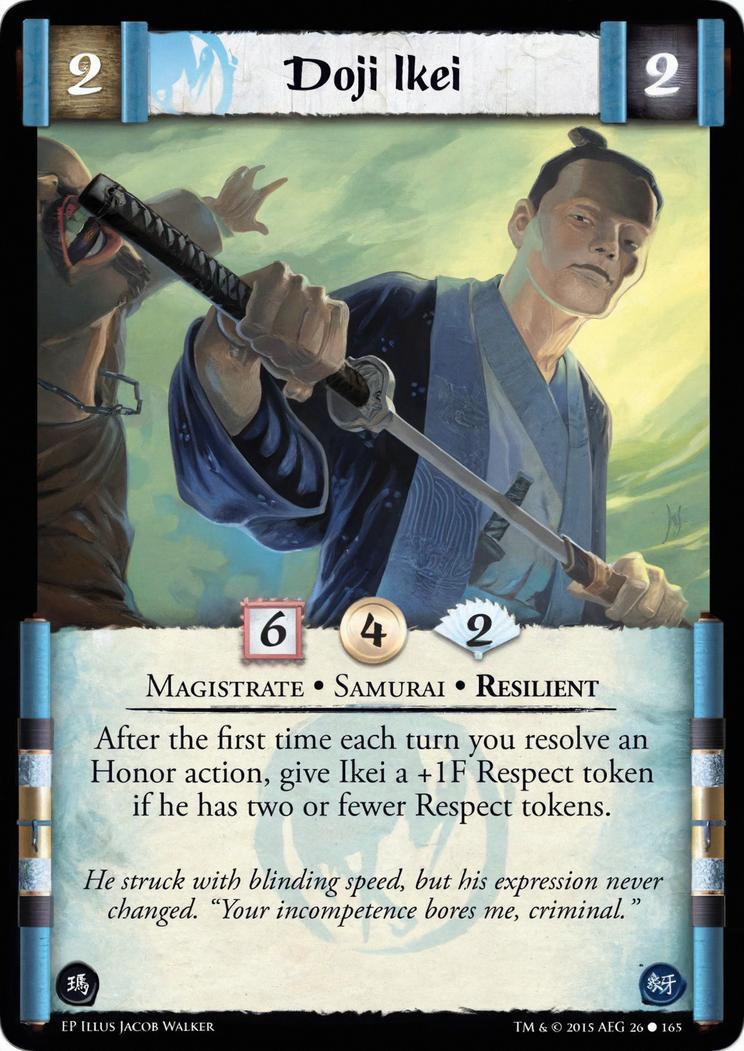 2
Doji Ikei
2
6
4
2
Magistrate • Samurai • Resilient
After the first time each turn you resolve an
Honor action, give Ikei a +1F Respect token
if he has two or fewer Respect tokens.
He struck with blinding speed, but his expression never
changed. “Your incompetence bores me, criminal.”
EP Illus Jacob Walker
TM & © 2015 AEG 26 ● 165